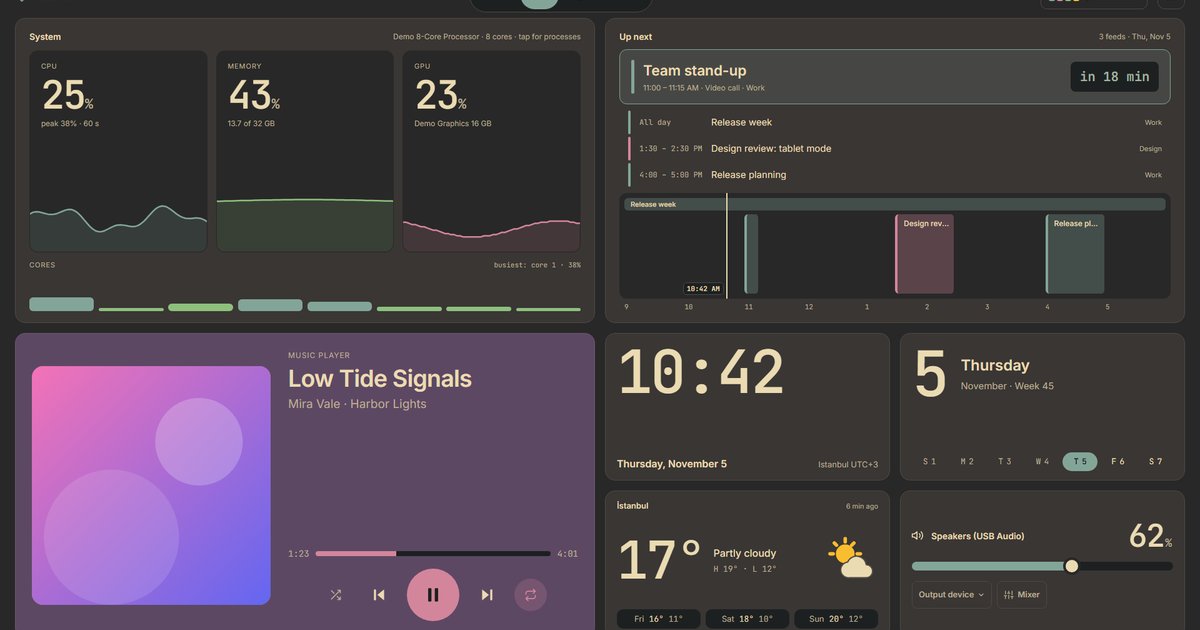 System
Demo 8-Core Processor · 8 cores · tap for processes
CPU
25%
peak 38% · 60 s
MEMORY
43%
13.7 of 32 GB
GPU
23%
Demo Graphics 16 GB
CORES
busiest: core 1 · 38%
Up next
3 feeds · Thu, Nov 5
Team stand-up
11:00 – 11:15 AM · Video call · Work
in 18 min
All day Release week Work
1:30 – 2:30 PM Design review: tablet mode Design
4:00 – 5:00 PM Release planning Work
Release week
Design rev...
Release pl...
10:42 AM
9 10 11 12 1 2 3 4 5
MUSIC PLAYER
Low Tide Signals
Mira Vale · Harbor Lights
1:23
4:01
10:42
Thursday, November 5
Istanbul UTC+3
5
Thursday
November · Week 45
S 1 M 2 T 3 W 4 T 5 F 6 S 7
İstanbul
6 min ago
17°
Partly cloudy
H 19° · L 12°
Fri 16° 11°
Sat 18° 10°
Sun 20° 12°
Speakers (USB Audio)
62%
Output device
Mixer